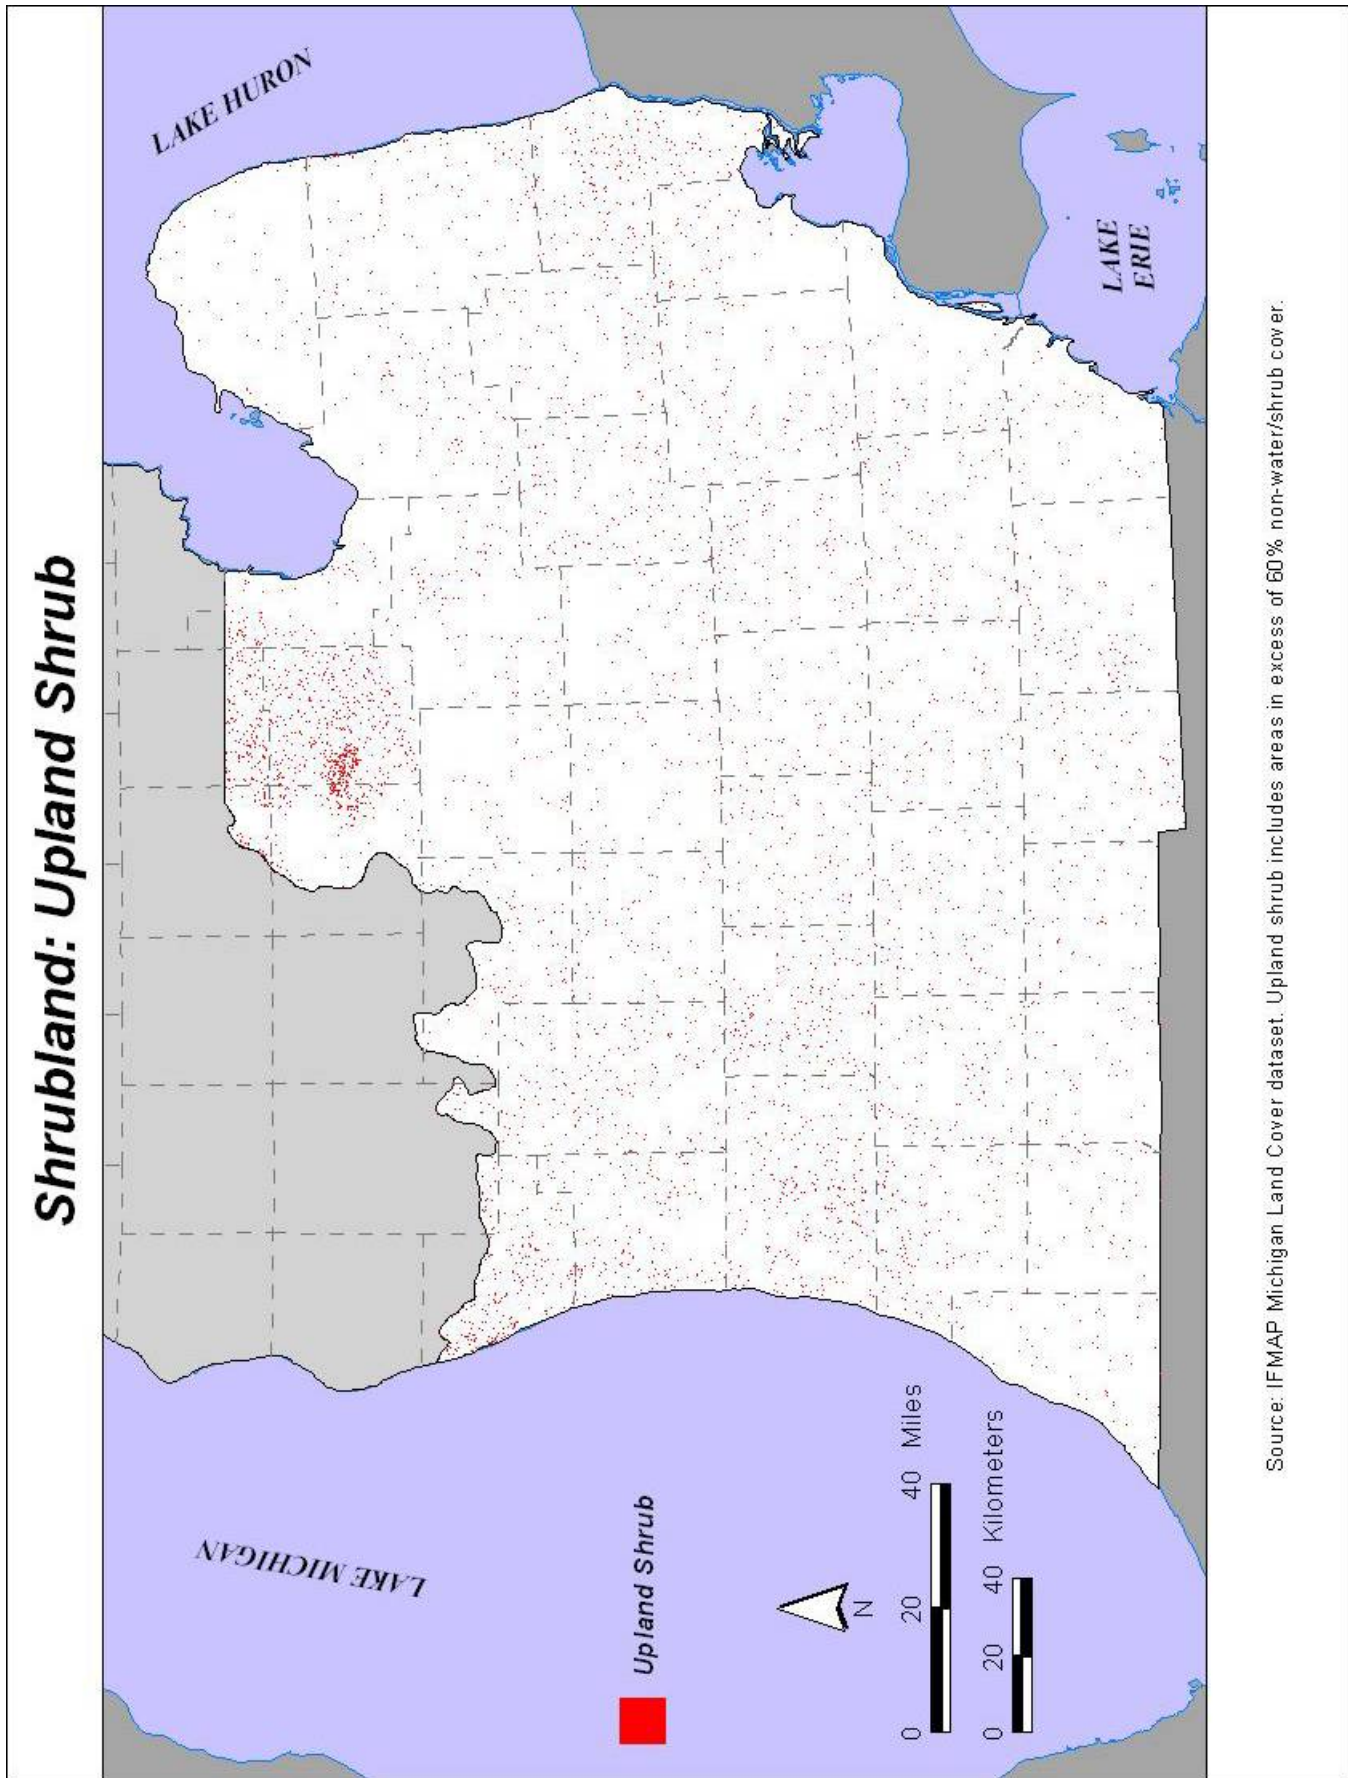 Shrubland: Upland Shrub
LAKE HURON
LAKE MICHIGAN
LAKE
ERIE
Upland Shrub
N
0 20 40 Miles
0 20 40 Kilometers
Source: IFMAP Michigan Land Cover dataset. Upland shrub includes areas in excess of 60% non-water/shrub cover.